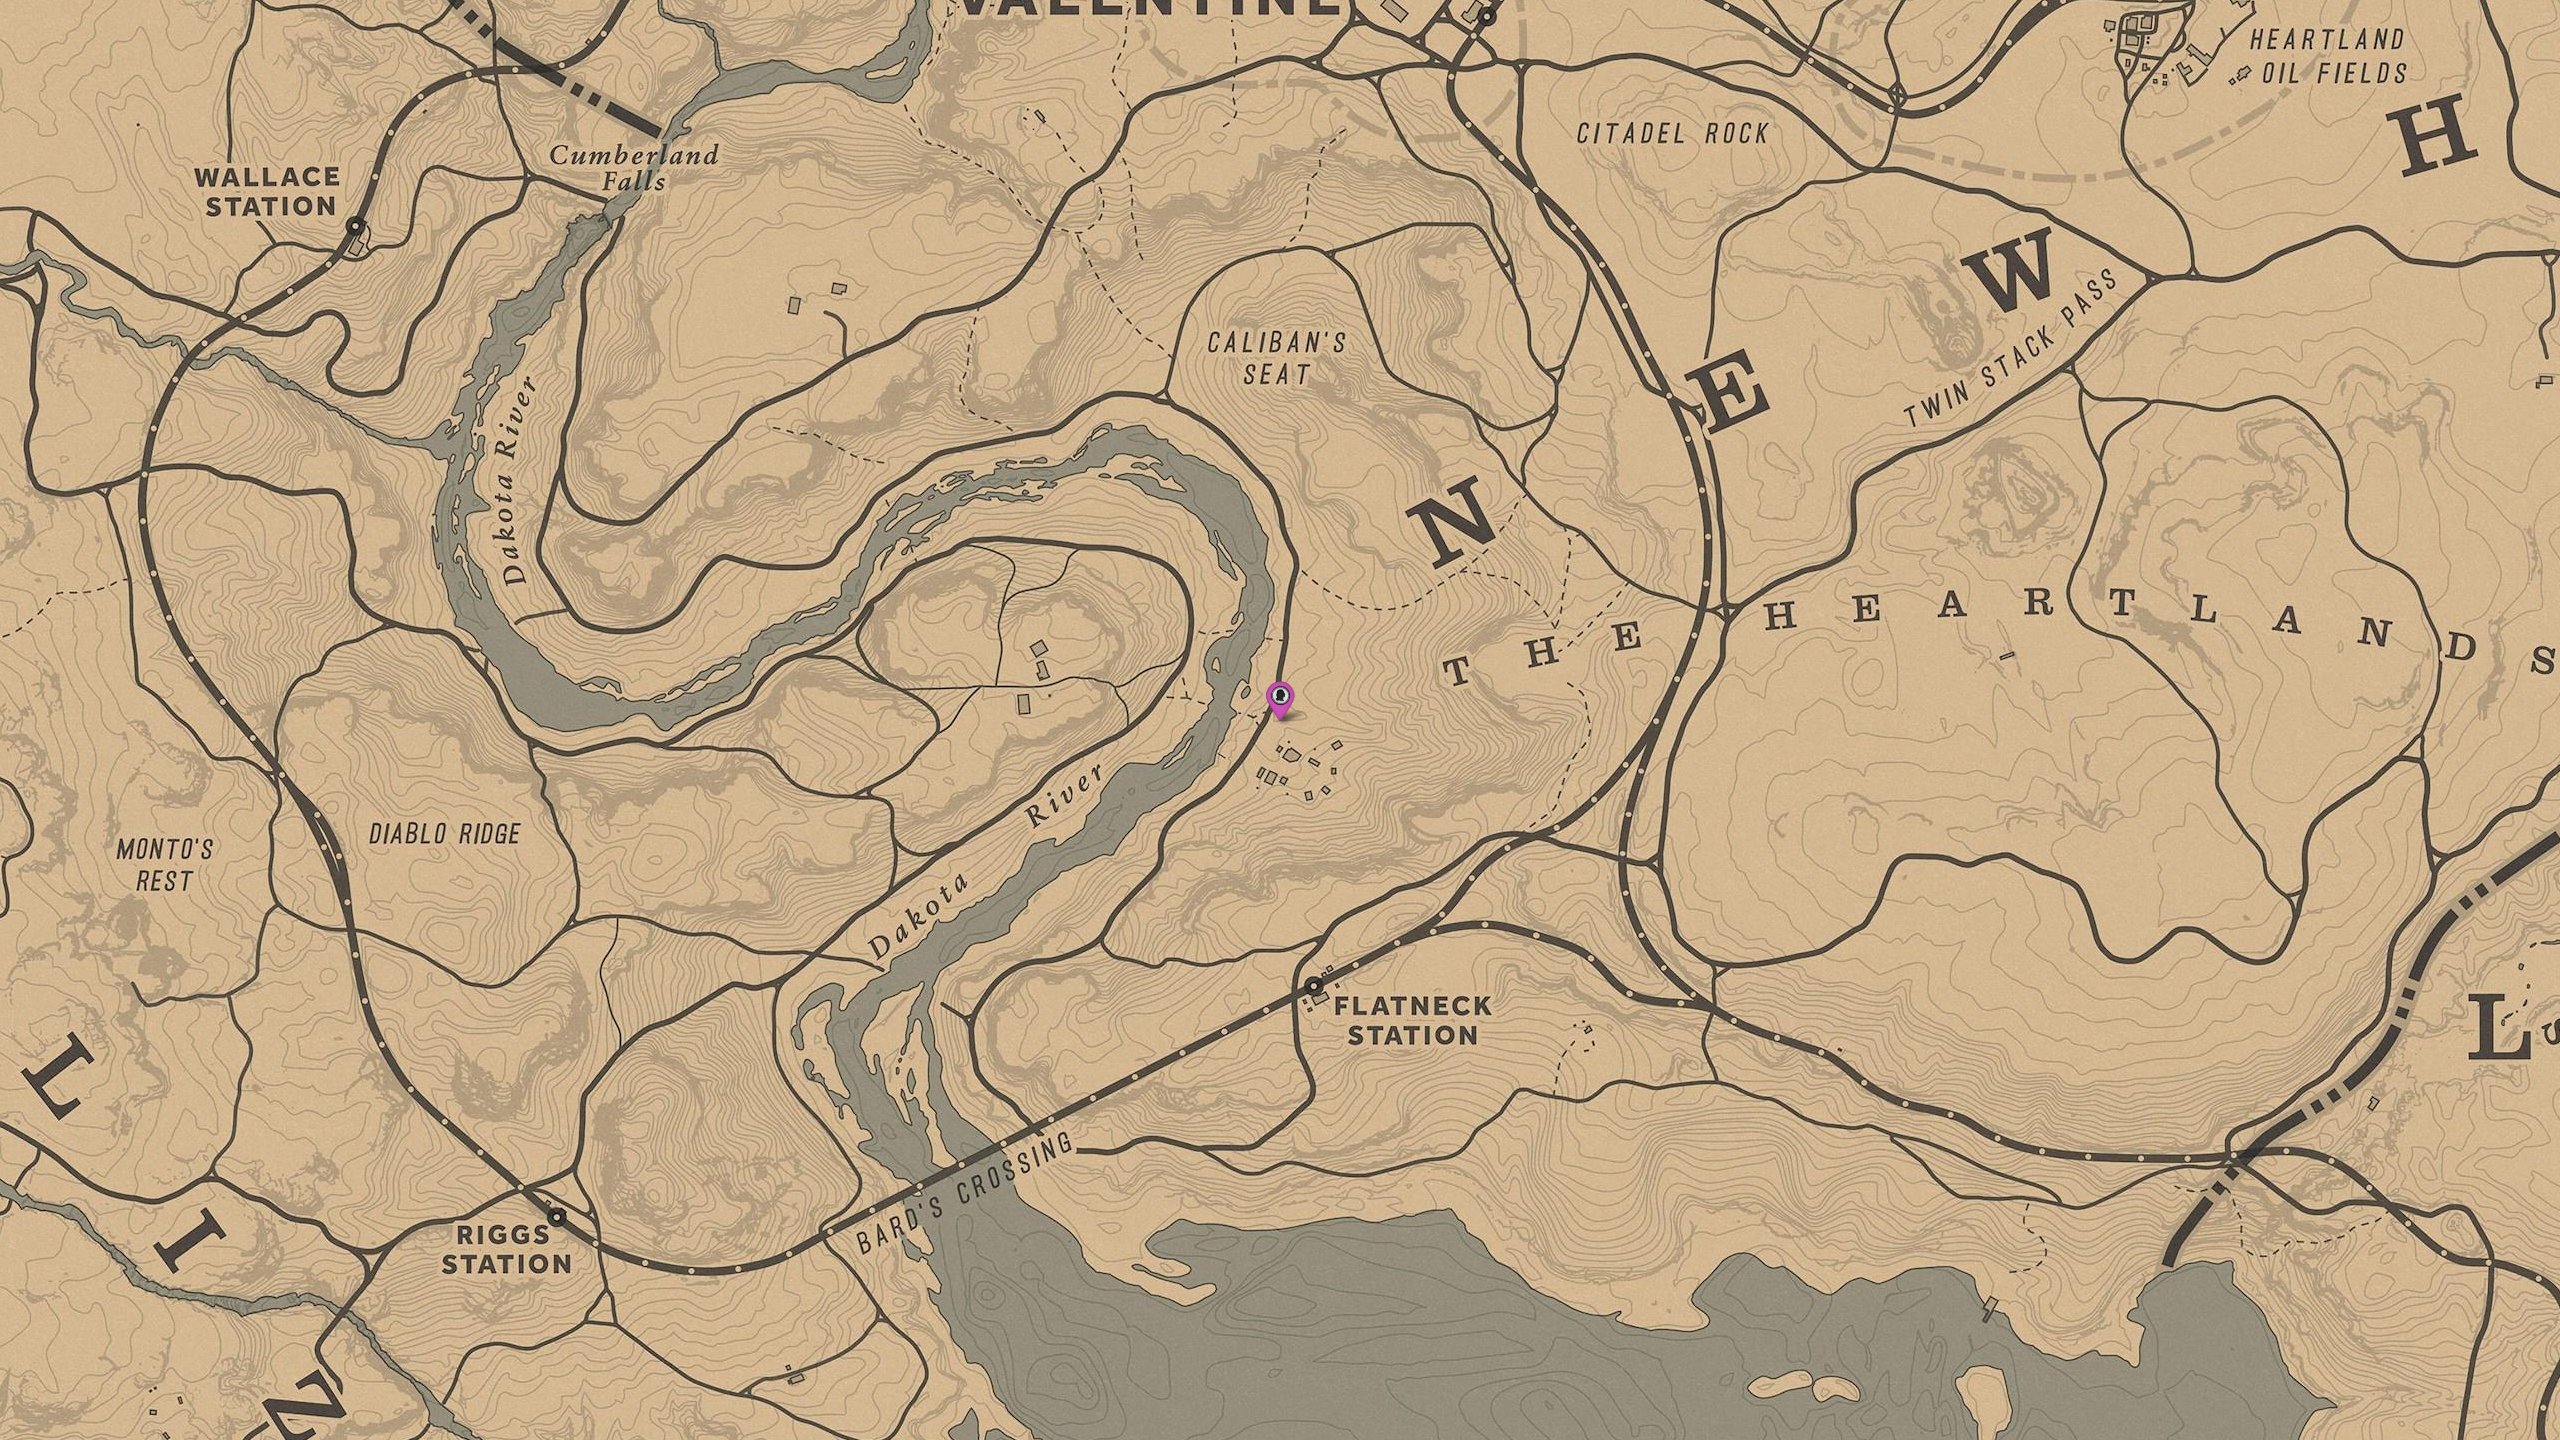 VALENTINE
HEARTLAND
OIL FIELDS
H
CITADEL ROCK
Cumberland
Falls
WALLACE
STATION
W
TWIN STACK PASS
CALIBAN'S
SEAT
E
Dakota River
N
THE HEARTLANDS
Dakota River
MONTO'S
REST
DIABLO RIDGE
FLATNECK
STATION
L
S
L
BARD'S CROSSING
I
RIGGS
STATION
N